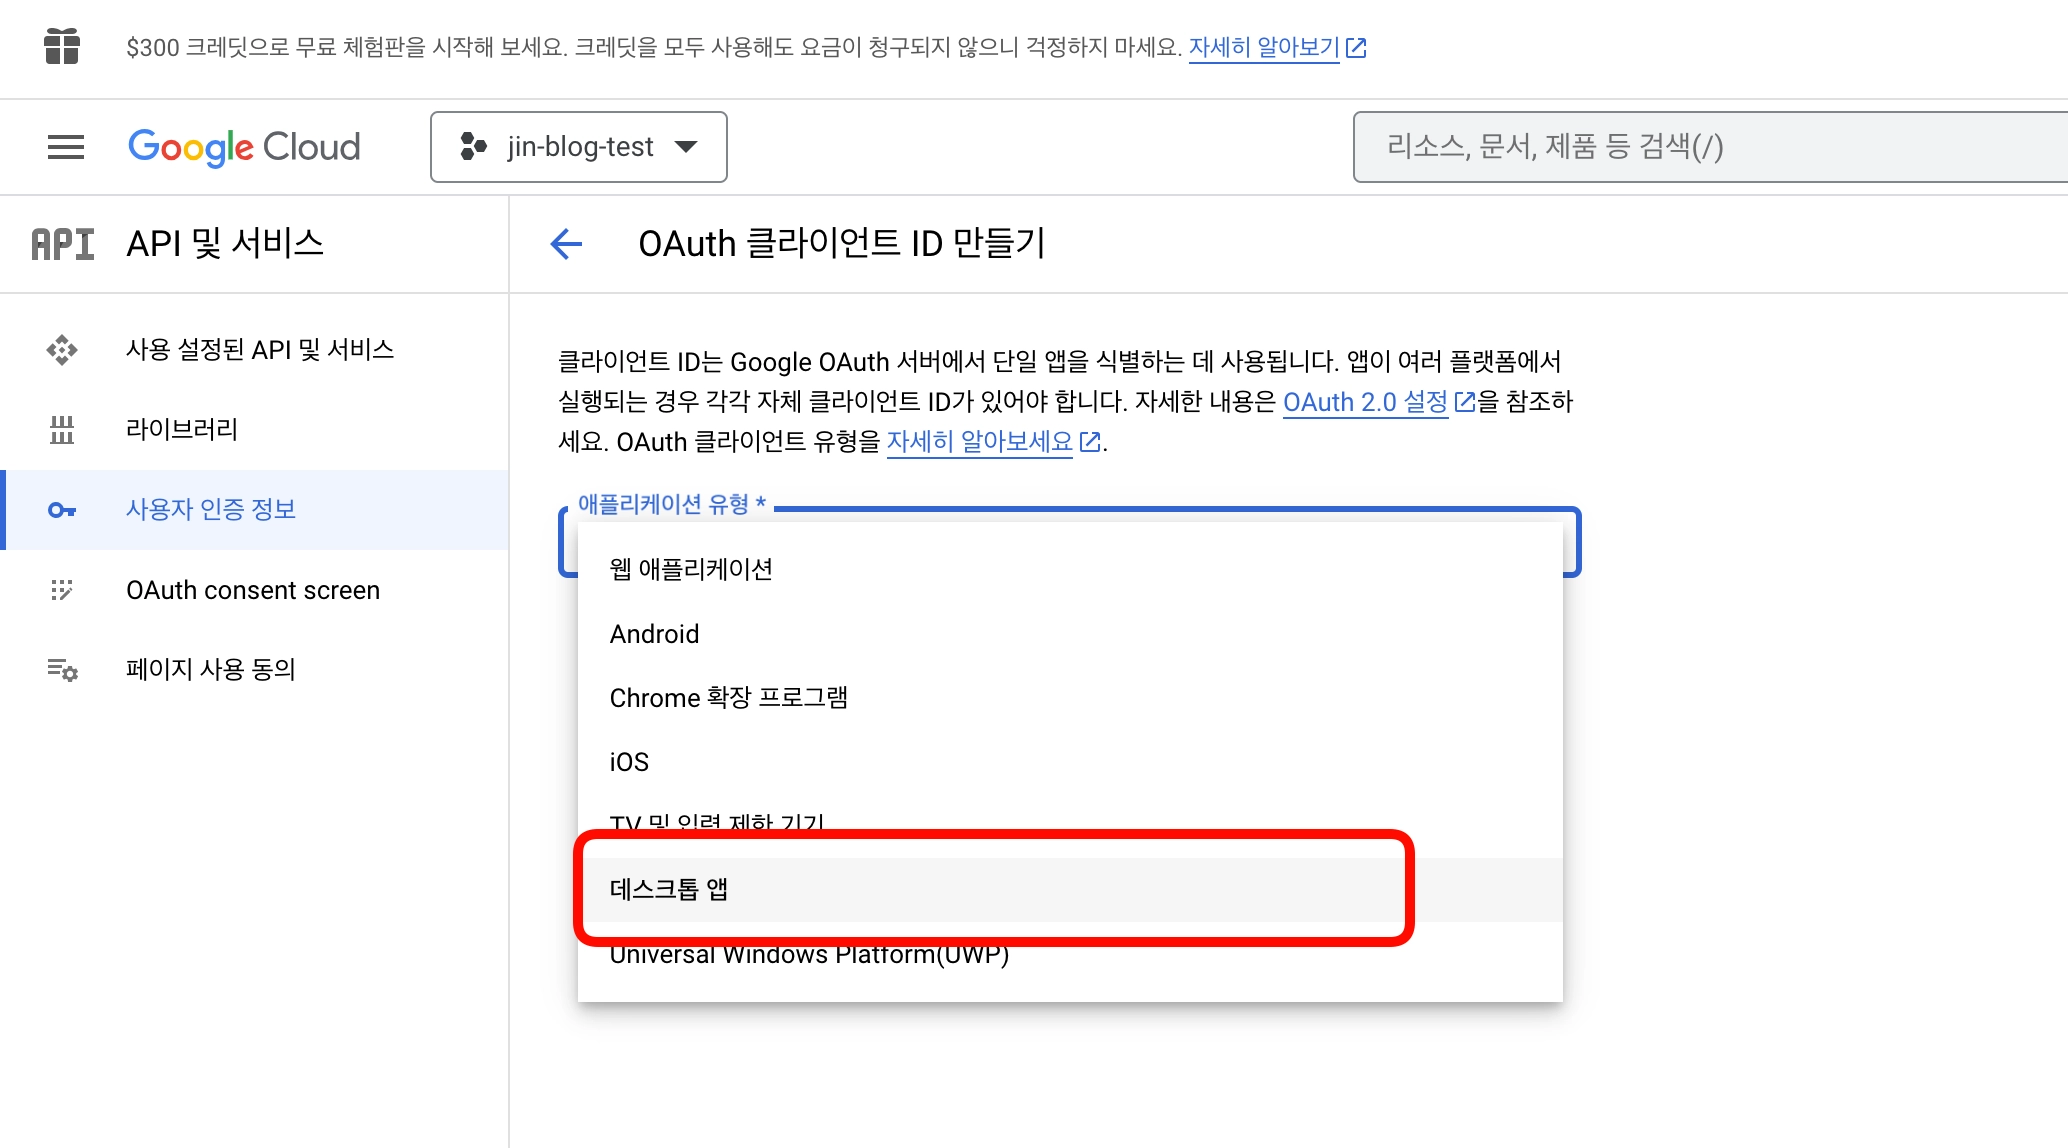 $300 크레딧으로 무료 체험판을 시작해 보세요. 크레딧을 모두 사용해도 요금이 청구되지 않으니 걱정하지 마세요. 자세히 알아보기
Google Cloud
jin-blog-test
리소스, 문서, 제품 등 검색(/)
API API 및 서비스
OAuth 클라이언트 ID 만들기
사용 설정된 API 및 서비스
라이브러리
사용자 인증 정보
OAuth consent screen
페이지 사용 동의
클라이언트 ID는 Google OAuth 서버에서 단일 앱을 식별하는 데 사용됩니다. 앱이 여러 플랫폼에서
실행되는 경우 각각 자체 클라이언트 ID가 있어야 합니다. 자세한 내용은 OAuth 2.0 설정을 참조하
세요. OAuth 클라이언트 유형을 자세히 알아보세요.
애플리케이션 유형 *
웹 애플리케이션
Android
Chrome 확장 프로그램
iOS
TV 및 입력 제한 기기
데스크톱 앱
Universal Windows Platform(UWP)